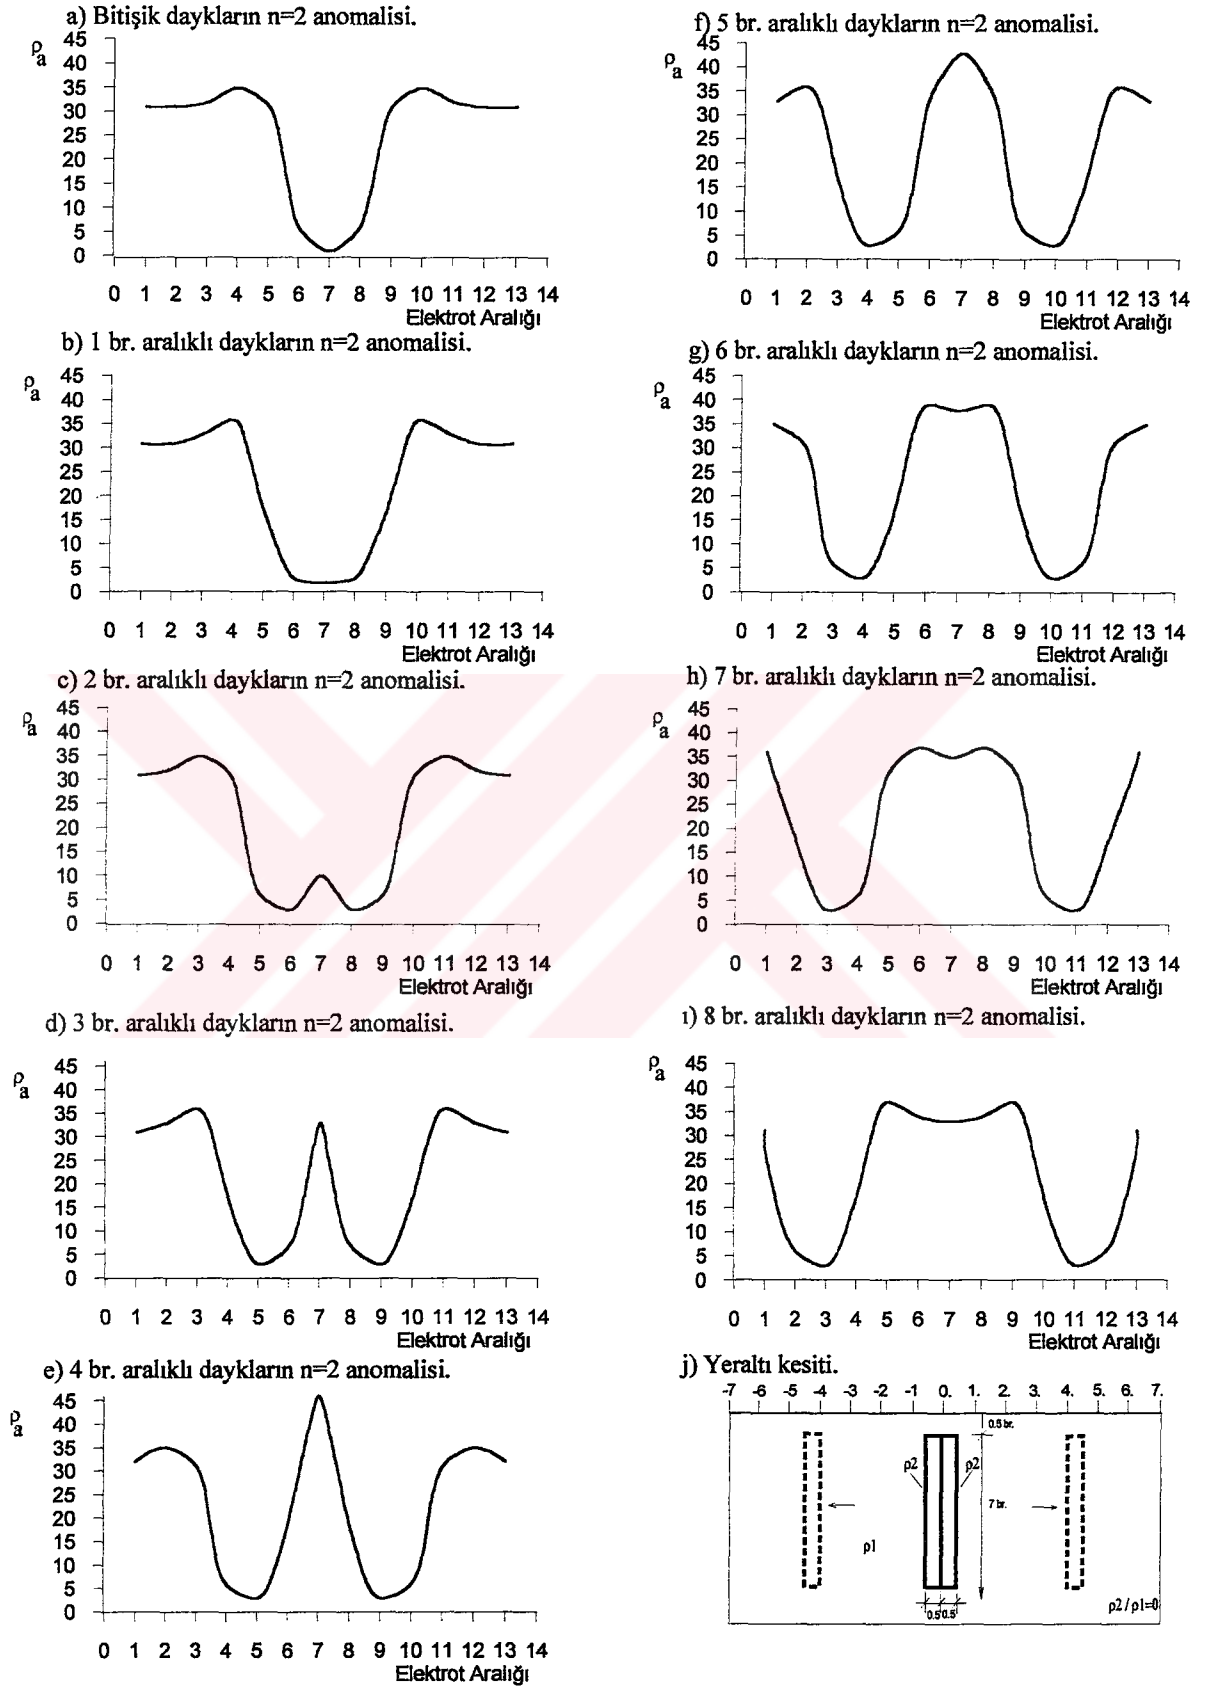 a) Bitişik daykların n=2 anomalisi.
ρa
45
40
35
30
25
20
15
10
5
0
0 1 2 3 4 5 6 7 8 9 10 11 12 13 14
Elektrot Aralığı
b) 1 br. aralıklı daykların n=2 anomalisi.
ρa
45
40
35
30
25
20
15
10
5
0
0 1 2 3 4 5 6 7 8 9 10 11 12 13 14
Elektrot Aralığı
c) 2 br. aralıklı daykların n=2 anomalisi.
ρa
45
40
35
30
25
20
15
10
5
0
0 1 2 3 4 5 6 7 8 9 10 11 12 13 14
Elektrot Aralığı
d) 3 br. aralıklı daykların n=2 anomalisi.
ρa
45
40
35
30
25
20
15
10
5
0
0 1 2 3 4 5 6 7 8 9 10 11 12 13 14
Elektrot Aralığı
e) 4 br. aralıklı daykların n=2 anomalisi.
ρa
45
40
35
30
25
20
15
10
5
0
0 1 2 3 4 5 6 7 8 9 10 11 12 13 14
Elektrot Aralığı
f) 5 br. aralıklı daykların n=2 anomalisi.
ρa
45
40
35
30
25
20
15
10
5
0
0 1 2 3 4 5 6 7 8 9 10 11 12 13 14
Elektrot Aralığı
g) 6 br. aralıklı daykların n=2 anomalisi.
ρa
45
40
35
30
25
20
15
10
5
0
0 1 2 3 4 5 6 7 8 9 10 11 12 13 14
Elektrot Aralığı
h) 7 br. aralıklı daykların n=2 anomalisi.
ρa
45
40
35
30
25
20
15
10
5
0
0 1 2 3 4 5 6 7 8 9 10 11 12 13 14
Elektrot Aralığı
ı) 8 br. aralıklı daykların n=2 anomalisi.
ρa
45
40
35
30
25
20
15
10
5
0
0 1 2 3 4 5 6 7 8 9 10 11 12 13 14
Elektrot Aralığı
j) Yeraltı kesiti.
-7 -6 -5 -4 -3 -2 -1 0. 1. 2. 3. 4. 5. 6. 7.
0.5 br.
ρ2 ρ2
7 br.
ρ1
0.5 0.5
ρ2 / ρ1=0